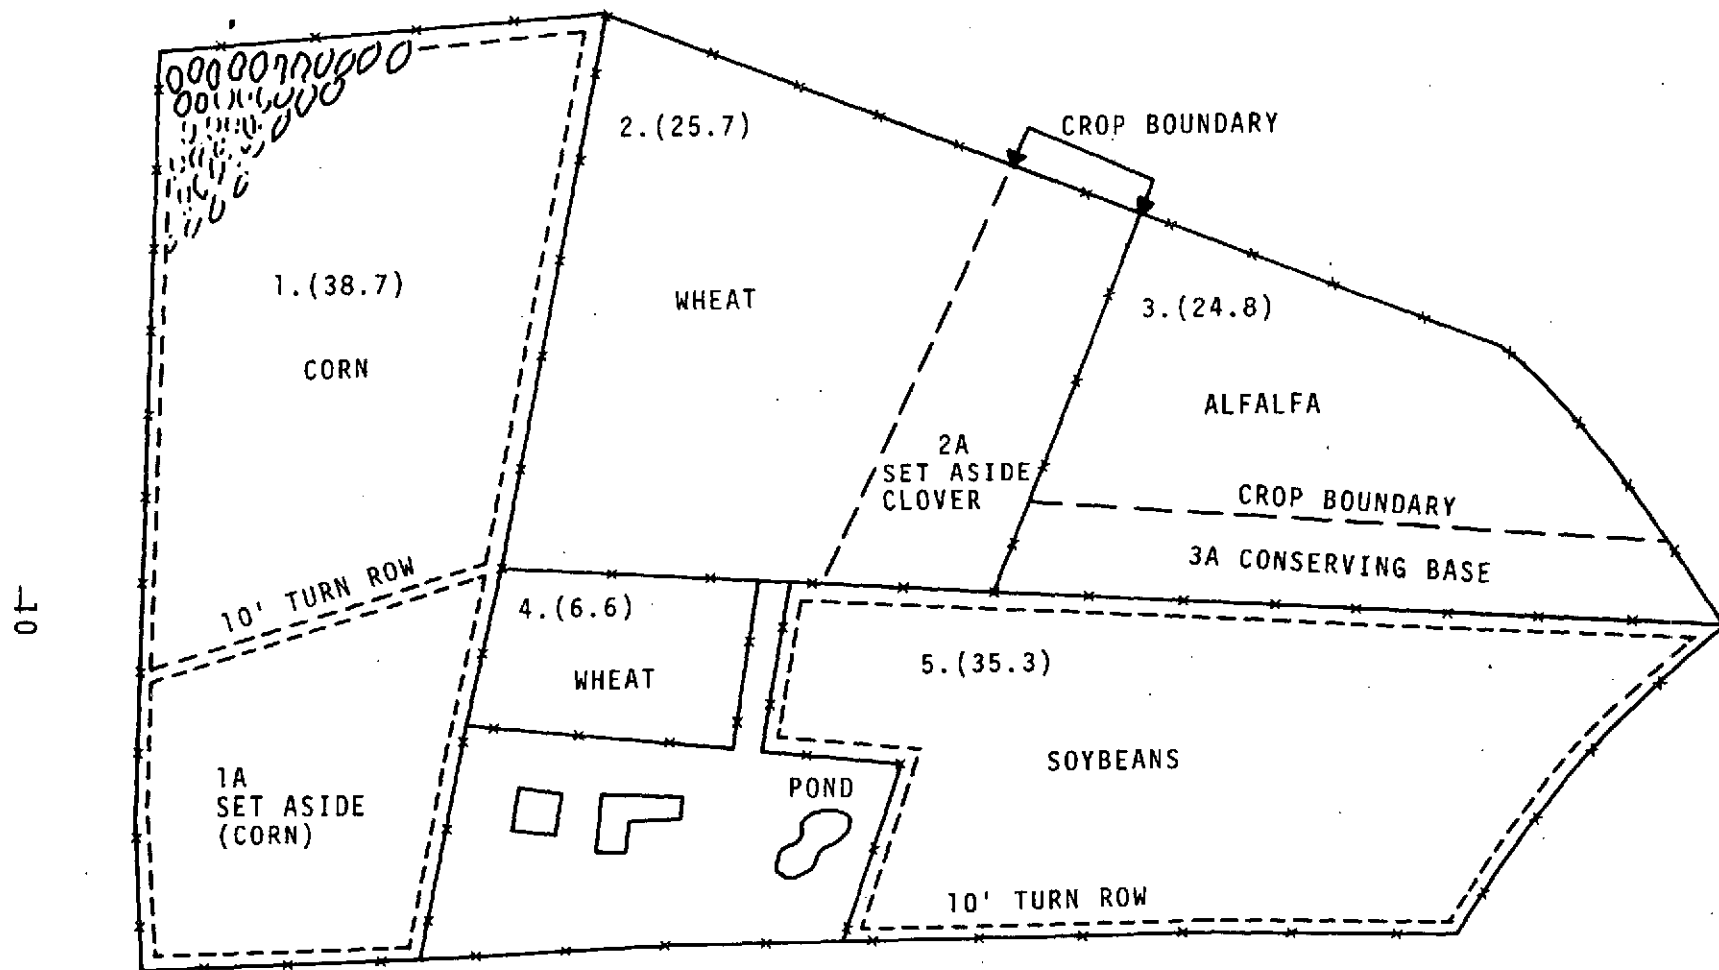 CROP BOUNDARY
2.(25.7)
1.(38.7)
WHEAT
3.(24.8)
CORN
ALFALFA
2A
SET ASIDE
CLOVER
CROP BOUNDARY
3A CONSERVING BASE
10' TURN ROW
4.(6.6)
5.(35.3)
WHEAT
SOYBEANS
1A
SET ASIDE
(CORN)
POND
10' TURN ROW
-10